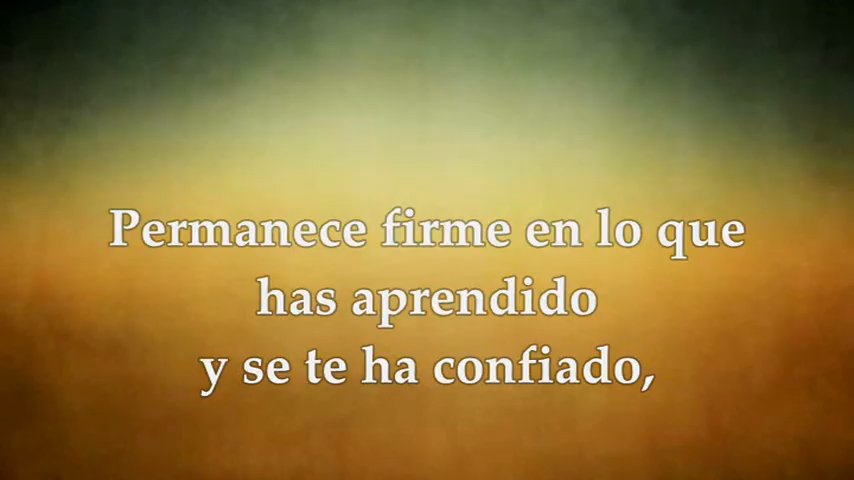 Permanece firme en lo que
has aprendido
y se te ha confiado,